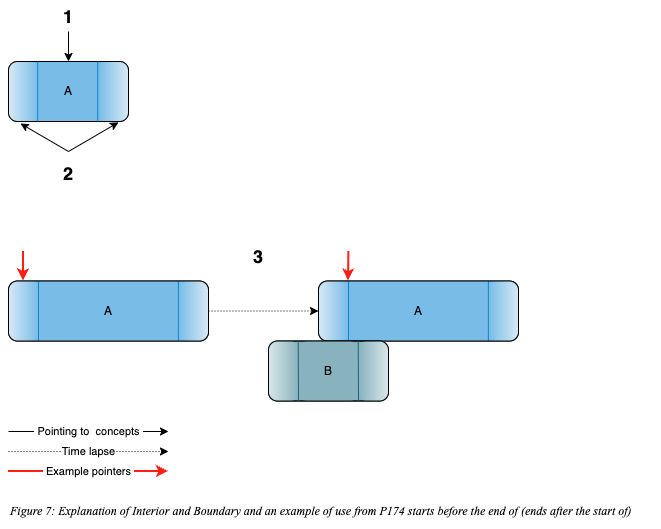 1
A
2
3
A
A
B
Pointing to concepts
Time lapse
Example pointers
Figure 7: Explanation of Interior and Boundary and an example of use from P174 starts before the end of (ends after the start of)